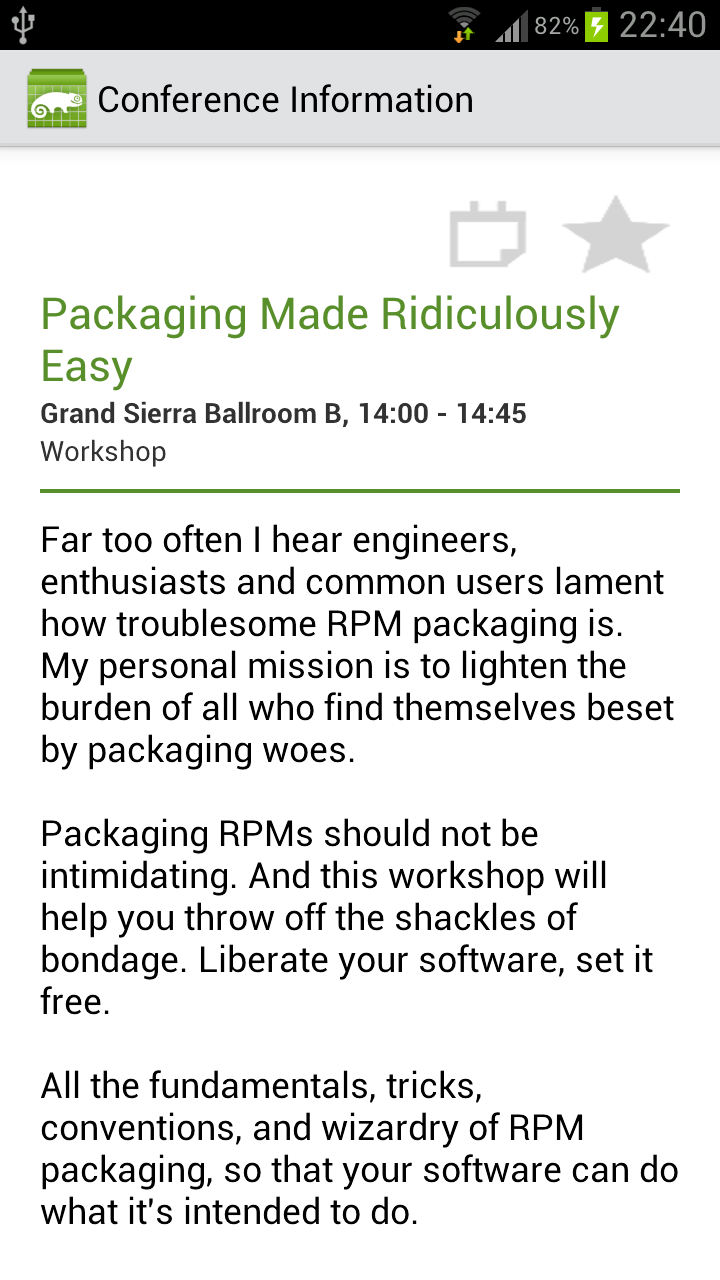 82% 22:40
Conference Information
Packaging Made Ridiculously
Easy
Grand Sierra Ballroom B, 14:00 - 14:45
Workshop
Far too often I hear engineers,
enthusiasts and common users lament
how troublesome RPM packaging is.
My personal mission is to lighten the
burden of all who find themselves beset
by packaging woes.
Packaging RPMs should not be
intimidating. And this workshop will
help you throw off the shackles of
bondage. Liberate your software, set it
free.
All the fundamentals, tricks,
conventions, and wizardry of RPM
packaging, so that your software can do
what it's intended to do.